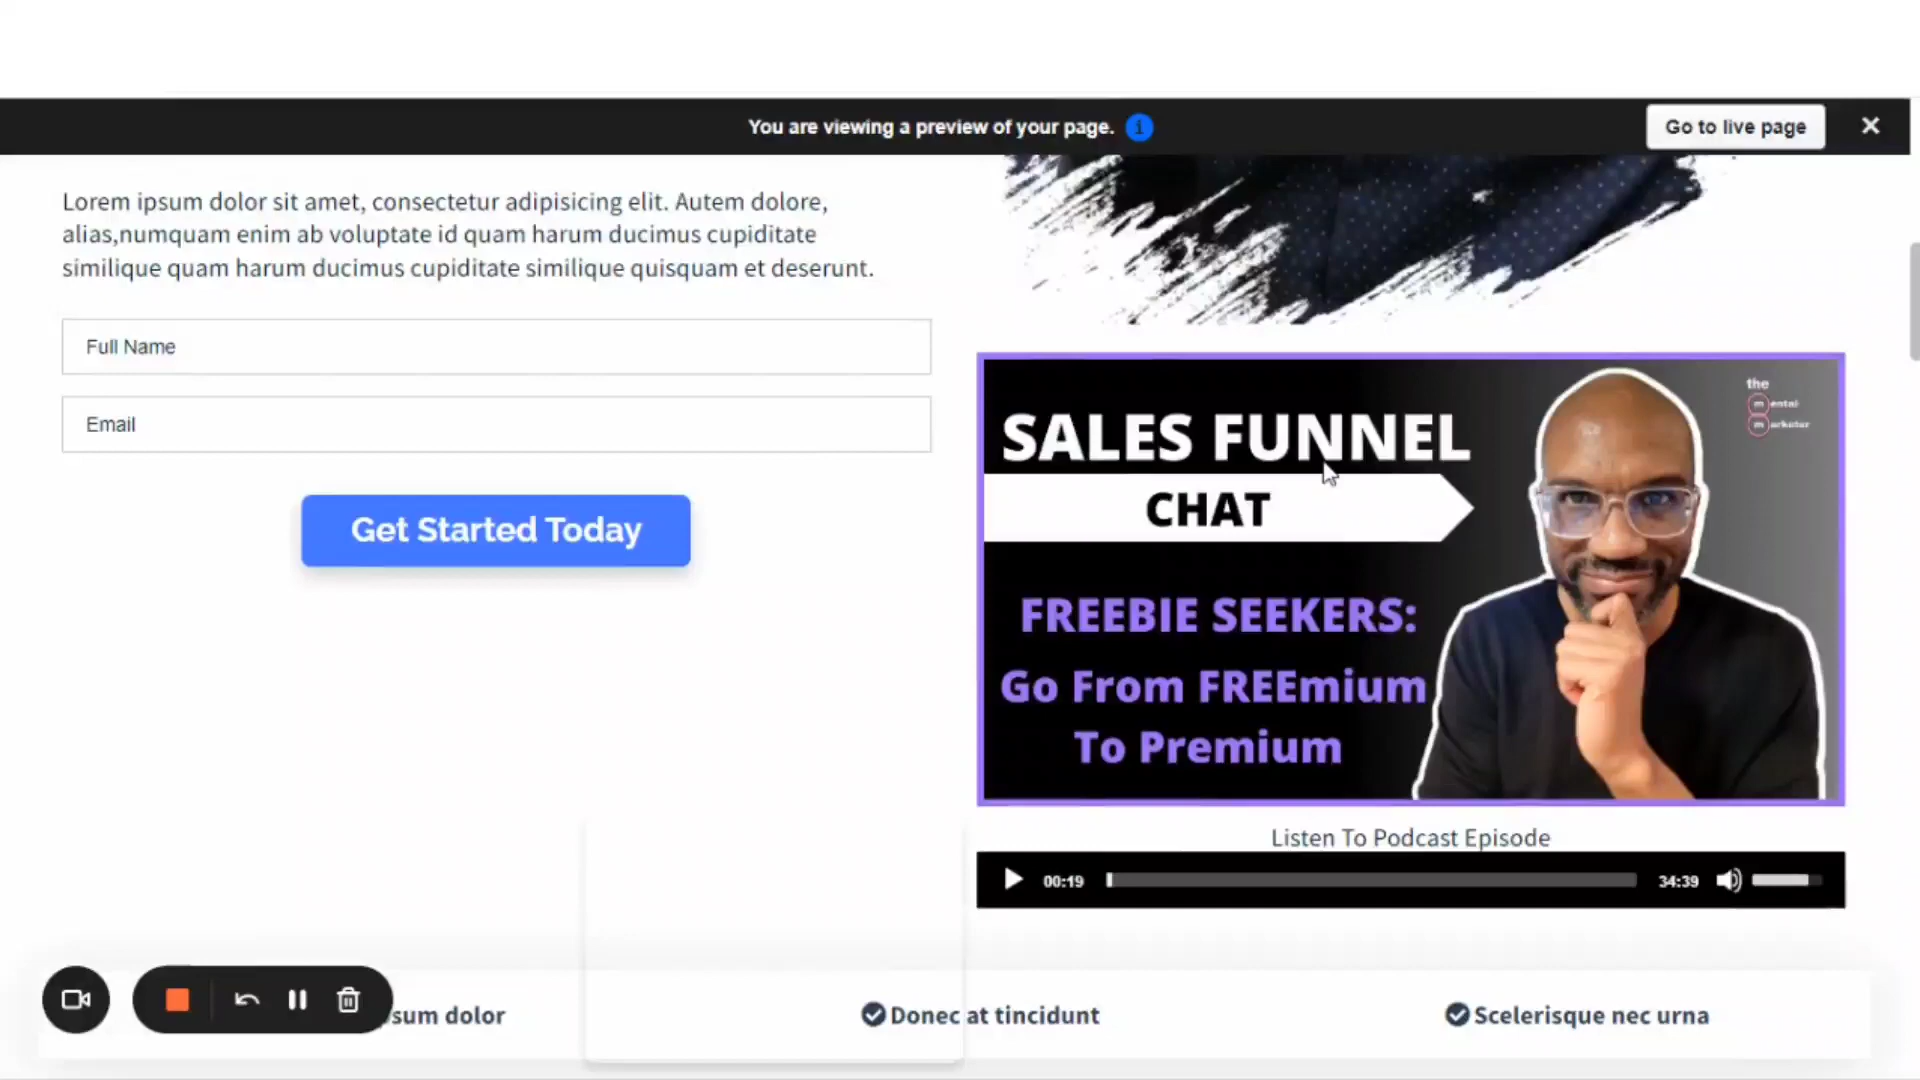 You are viewing a preview of your page.
Go to live page
Lorem ipsum dolor sit amet, consectetur adipisicing elit. Autem dolore,
alias,numquam enim ab voluptate id quam harum ducimus cupiditate
similique quam harum ducimus cupiditate similique quisquam et deserunt.
Full Name
Email
Get Started Today
SALES FUNNEL
CHAT
FREEBIE SEEKERS:
Go From FREEmium
To Premium
the
mental
marketer
Listen To Podcast Episode
00:19
34:39
sum dolor
Donec at tincidunt
Scelerisque nec urna